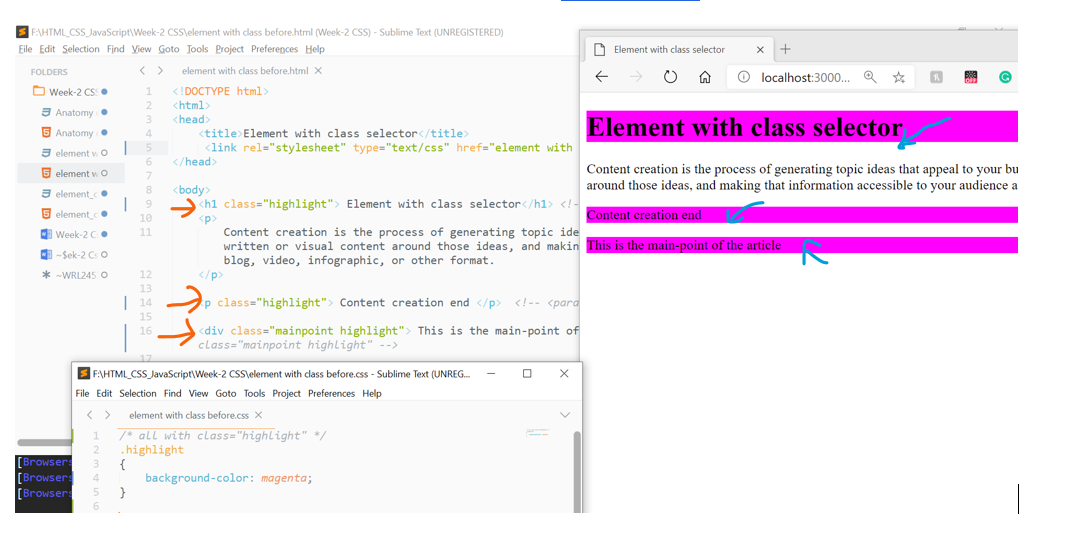 F:\HTML_CSS_JavaScript\Week-2 CSS\element with class before.html (Week-2 CSS) - Sublime Text (UNREGISTERED)
File Edit Selection Find View Goto Tools Project Preferences Help
FOLDERS
Week-2 CS
Anatomy
Anatomy
element w
element w
element_c
element_c
Week-2 C
~$ek-2 Cs
~WRL245
element with class before.html
1 <!DOCTYPE html>
2 <html>
3 <head>
4 <title>Element with class selector</title>
5 <link rel="stylesheet" type="text/css" href="element with
6 </head>
7
8 <body>
9 <h1 class="highlight"> Element with class selector</h1> <!-
10 <p>
11 Content creation is the process of generating topic ide
written or visual content around those ideas, and makin
blog, video, infographic, or other format.
12 </p>
13
14 <p class="highlight"> Content creation end </p> <!-- <para
15
16 <div class="mainpoint highlight"> This is the main-point of
class="mainpoint highlight" -->
17
Element with class selector
localhost:3000...
OFF
Element with class selector
Content creation is the process of generating topic ideas that appeal to your bu
around those ideas, and making that information accessible to your audience a
Content creation end
This is the main-point of the article
F:\HTML_CSS_JavaScript\Week-2 CSS\element with class before.css - Sublime Text (UNREG...
File Edit Selection Find View Goto Tools Project Preferences Help
element with class before.css
1 /* all with class="highlight" */
2 .highlight
3 {
4 background-color: magenta;
5 }
6
[Browsers
[Browsers
[Browsers